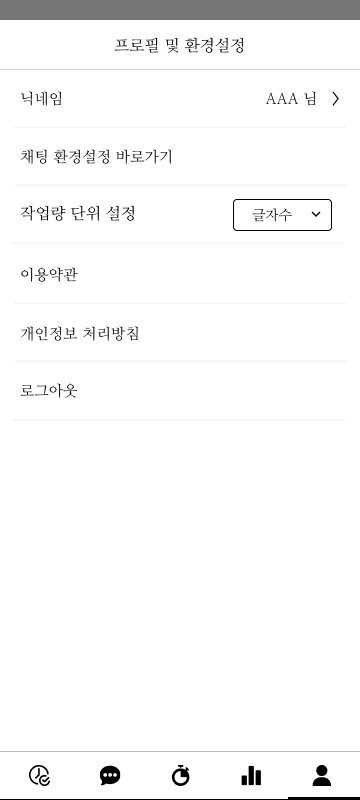 프로필 및 환경설정
닉네임 AAA 님
채팅 환경설정 바로가기
작업량 단위 설정 글자수
이용약관
개인정보 처리방침
로그아웃